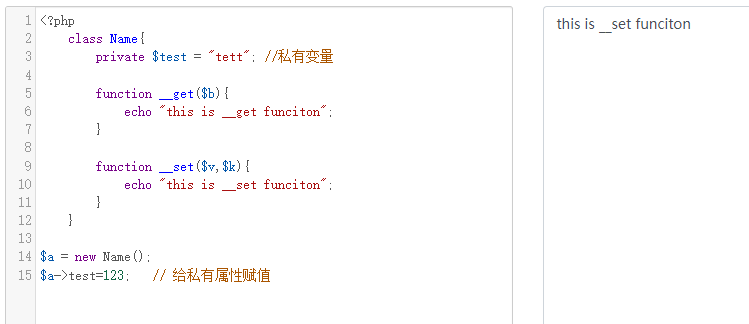 1 <?php
2 class Name{
3 private $test = "tett"; //私有变量
4
5 function __get($b){
6 echo "this is __get funciton";
7 }
8
9 function __set($v,$k){
10 echo "this is __set funciton";
11 }
12 }
13
14 $a = new Name();
15 $a->test=123; // 给私有属性赋值
this is __set funciton